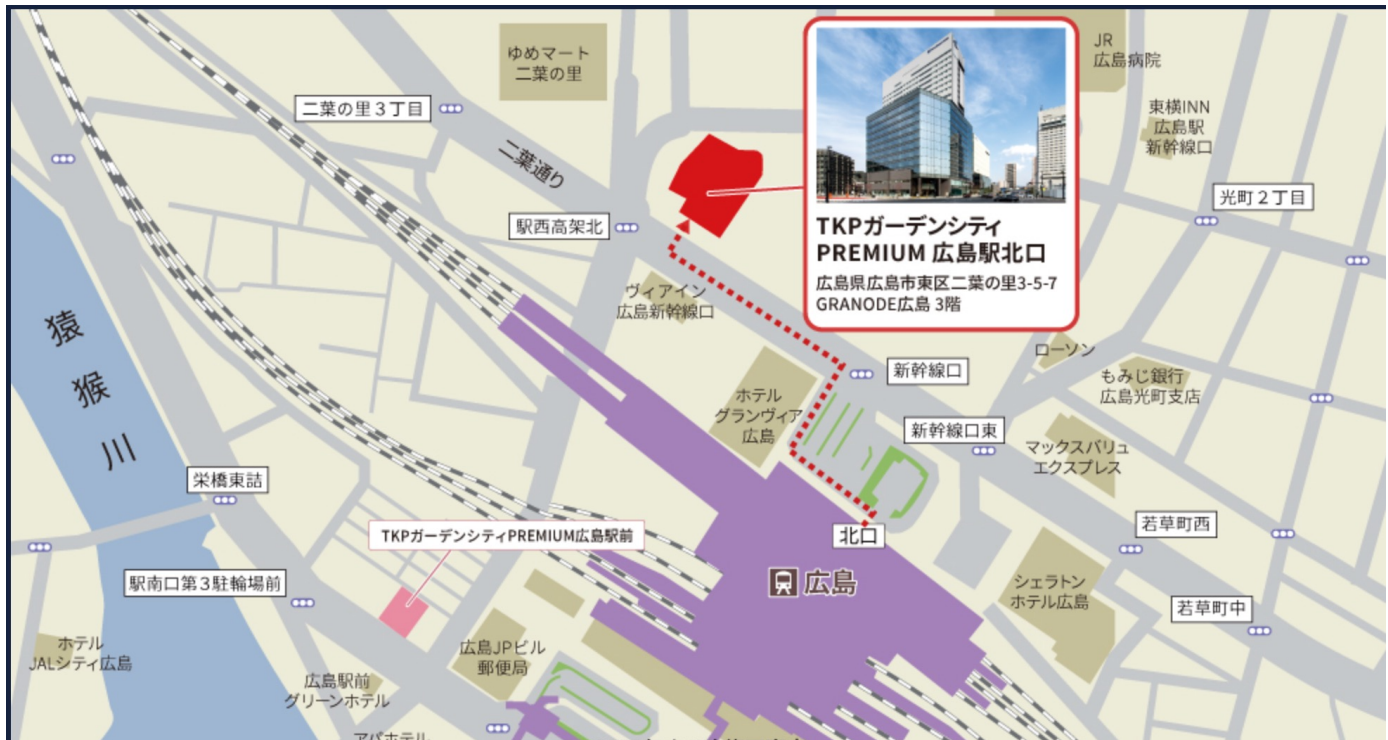 ゆめマート
二葉の里
JR
広島病院
二葉の里3丁目
東横INN
広島駅
新幹線口
二葉通り
光町2丁目
駅西高架北
TKPガーデンシティ
PREMIUM 広島駅北口
広島県広島市東区二葉の里3-5-7
GRANODE広島 3階
ヴィアイン
広島新幹線口
猿猴川
ローソン
新幹線口
もみじ銀行
広島光町支店
ホテル
グランヴィア
広島
新幹線口東
マックスバリュ
エクスプレス
栄橋東詰
若草町西
TKPガーデンシティPREMIUM広島駅前
北口
広島
シェラトン
ホテル広島
駅南口第3駐輪場前
若草町中
ホテル
JALシティ広島
広島JPビル
郵便局
広島駅前
グリーンホテル
アパホテル